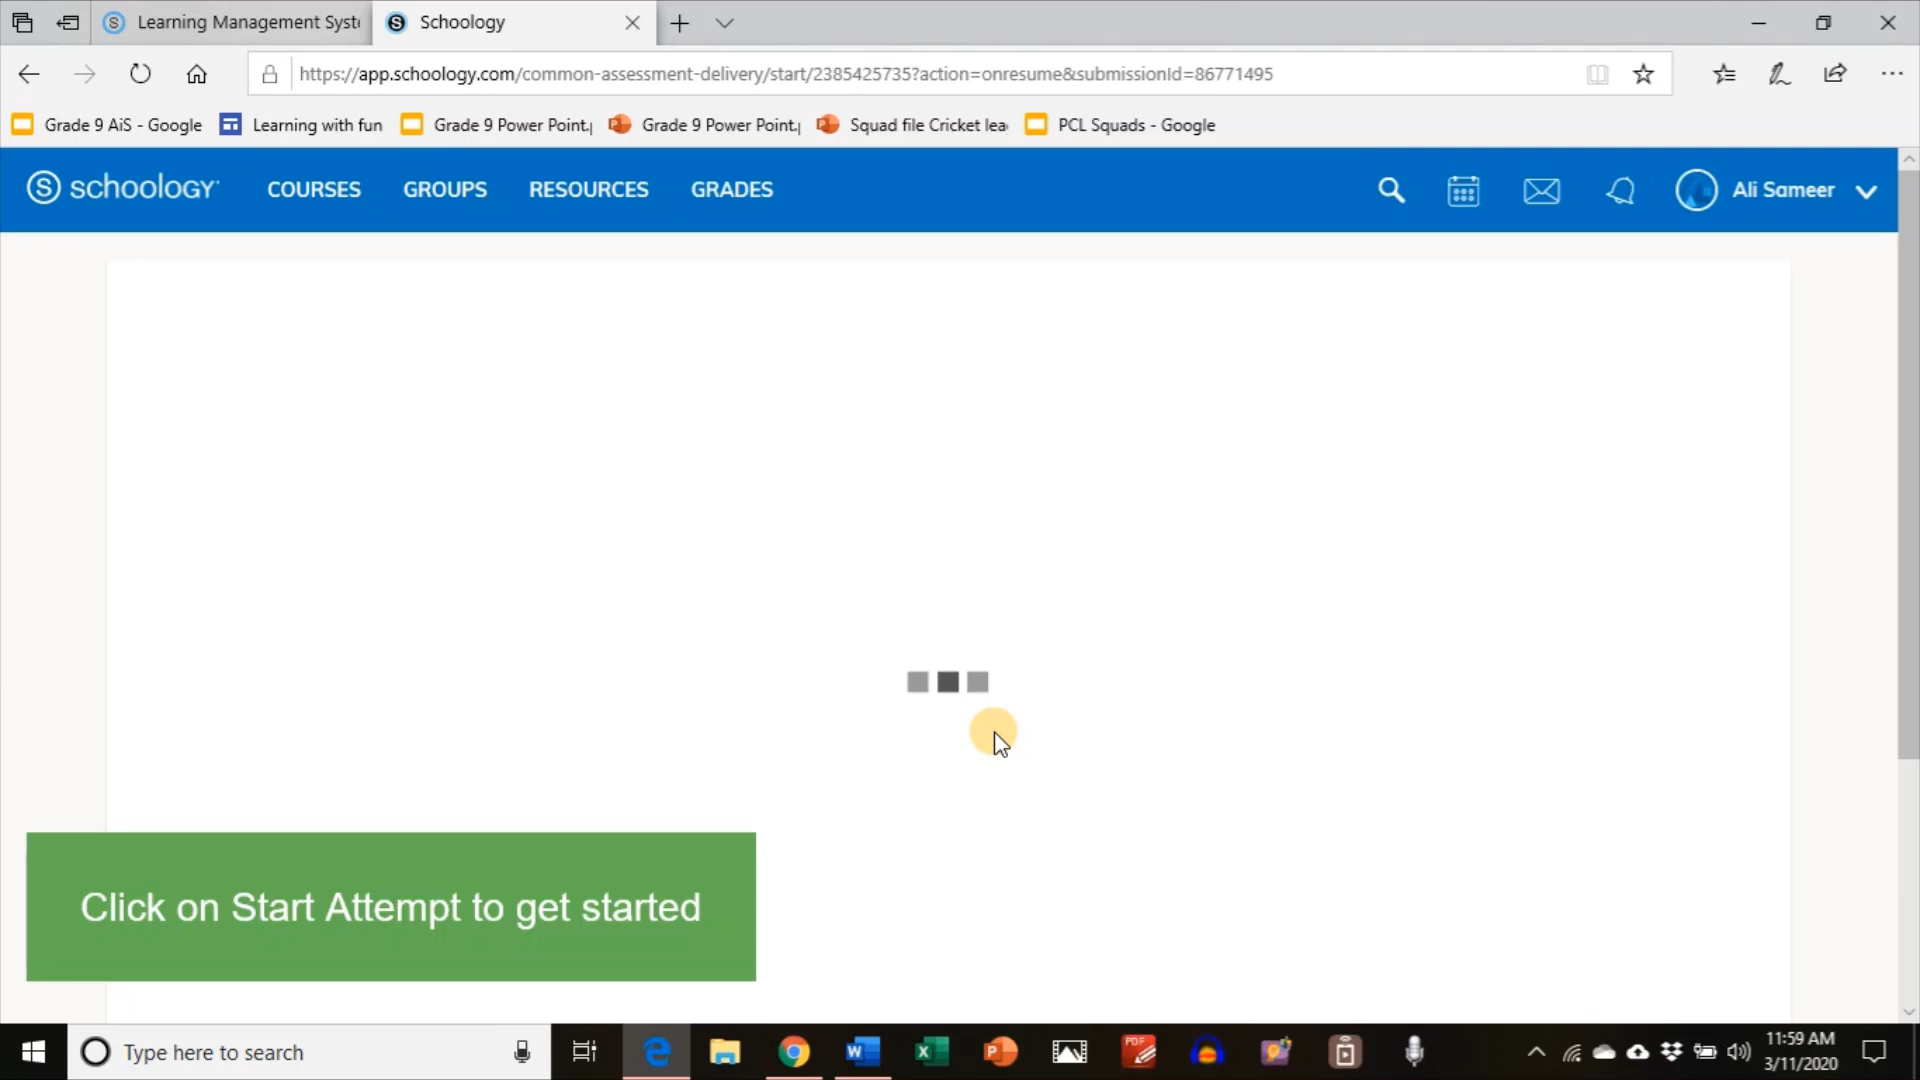 Learning Management Syste
Schoology
https://app.schoology.com/common-assessment-delivery/start/2385425735?action=onresume&submissionId=86771495
Grade 9 AiS - Google
Learning with fun
Grade 9 Power Point.
Grade 9 Power Point.
Squad file Cricket lea
PCL Squads - Google
S schoology
COURSES
GROUPS
RESOURCES
GRADES
Ali Sameer
Click on Start Attempt to get started
Type here to search
11:59 AM
3/11/2020